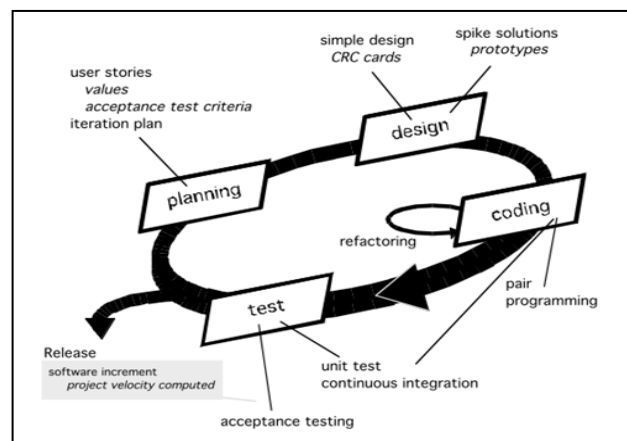 spike solutions
prototypes
simple design
CRC cards
user stories
values
acceptance test criteria
iteration plan
design
planning
coding
refactoring
pair
programming
test
unit test
continuous integration
Release
software increment
project velocity computed
acceptance testing